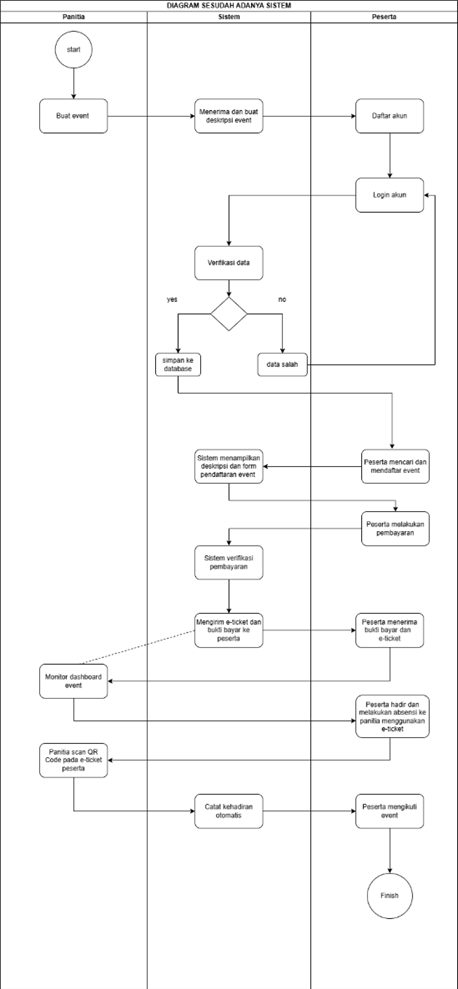 DIAGRAM SESUDAH ADANYA SISTEM
Panitia
Sistem
Peserta
start
Buat event
Menerima dan buat
deskripsi event
Daftar akun
Login akun
Verifikasi data
yes
no
simpan ke
database
data salah
Peserta mencari dan
mendaftar event
Sistem menampilkan
deskripsi dan form
pendaftaran event
Peserta melakukan
pembayaran
Sistem verifikasi
pembayaran
Mengirim e-ticket dan
bukti bayar ke
peserta
Peserta menerima
bukti bayar dan
e-ticket
Monitor dashboard
event
Peserta hadir dan
melakukan absensi ke
panitia menggunakan
e-ticket
Panitia scan QR
Code pada e-ticket
peserta
Catat kehadiran
otomatis
Peserta mengikuti
event
Finish